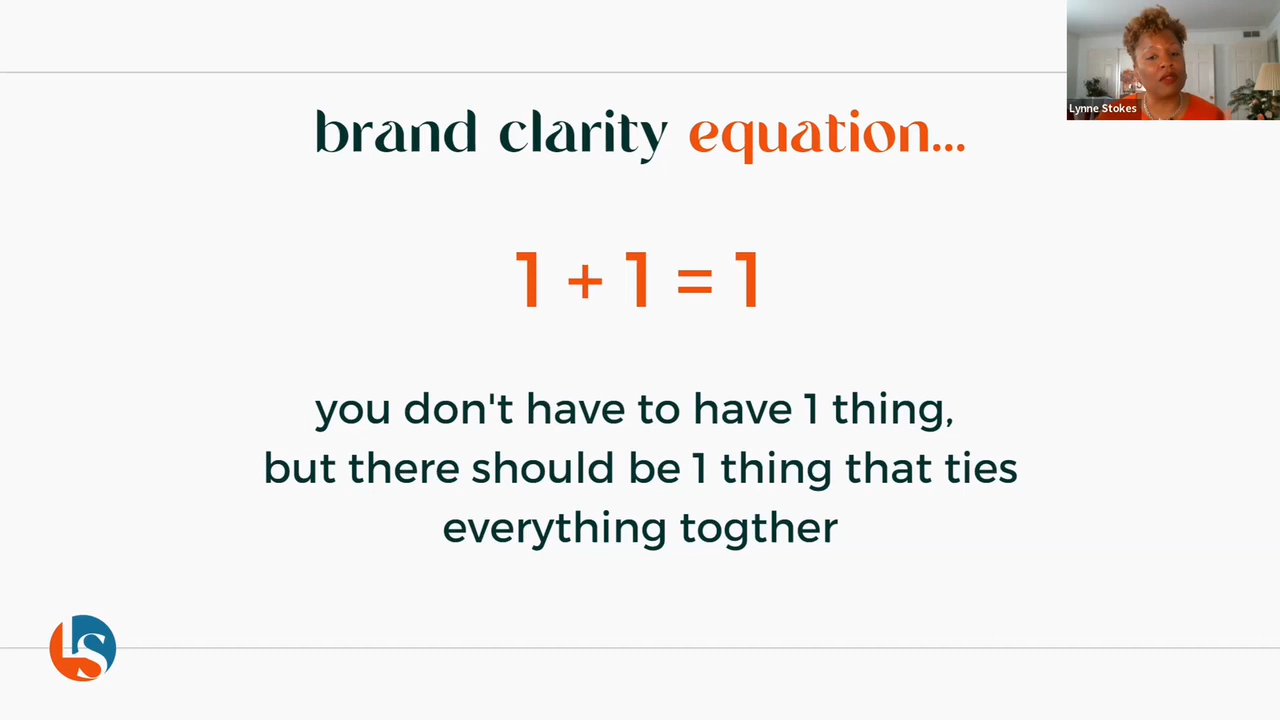 Lynne Stokes
brand clarity equation...
1 + 1 = 1
you don't have to have 1 thing,
but there should be 1 thing that ties
everything togther
LS